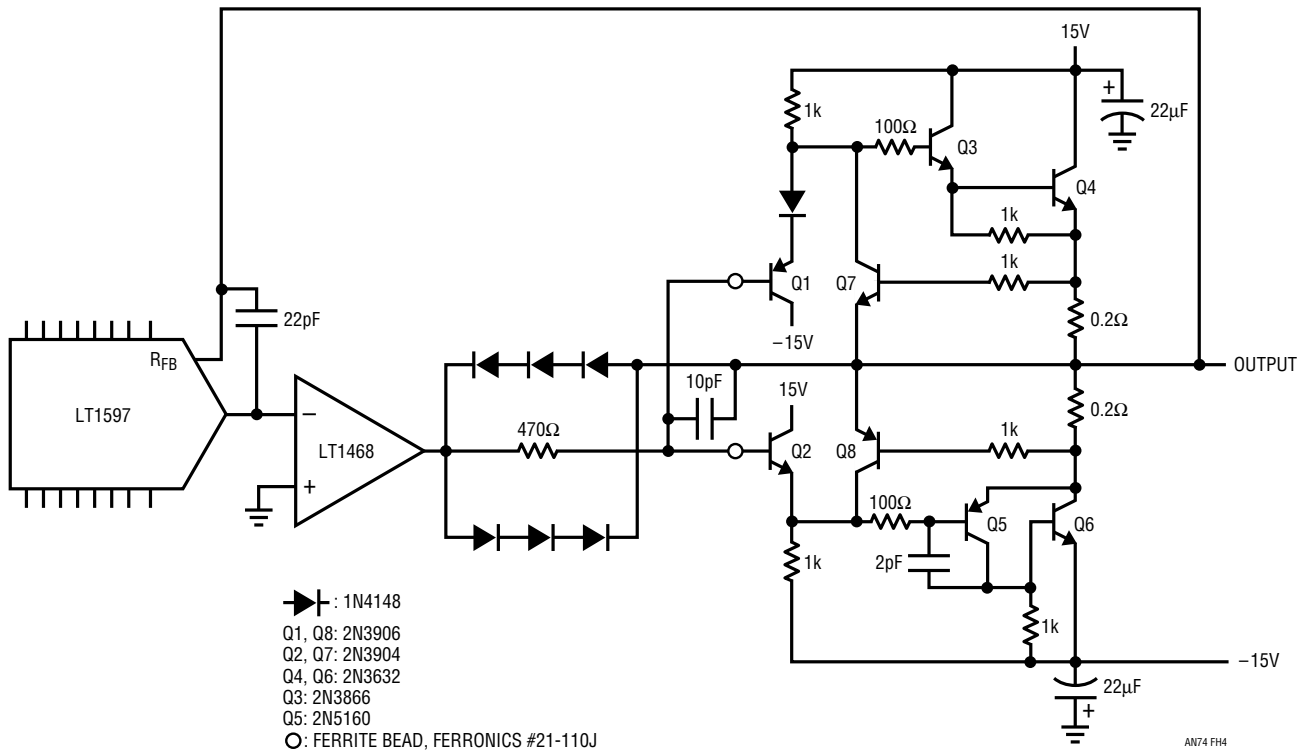 15V
1k
100Ω
Q3
+
22µF
Q4
1k
1k
Q1
Q7
22pF
–15V
0.2Ω
RFB
OUTPUT
10pF
15V
0.2Ω
LT1597
–
LT1468
+
470Ω
Q2
Q8
1k
100Ω
Q5
Q6
1k
2pF
1k
–15V
22µF
+
: 1N4148
Q1, Q8: 2N3906
Q2, Q7: 2N3904
Q4, Q6: 2N3632
Q3: 2N3866
Q5: 2N5160
: FERRITE BEAD, FERRONICS #21-110J
AN74 FH4